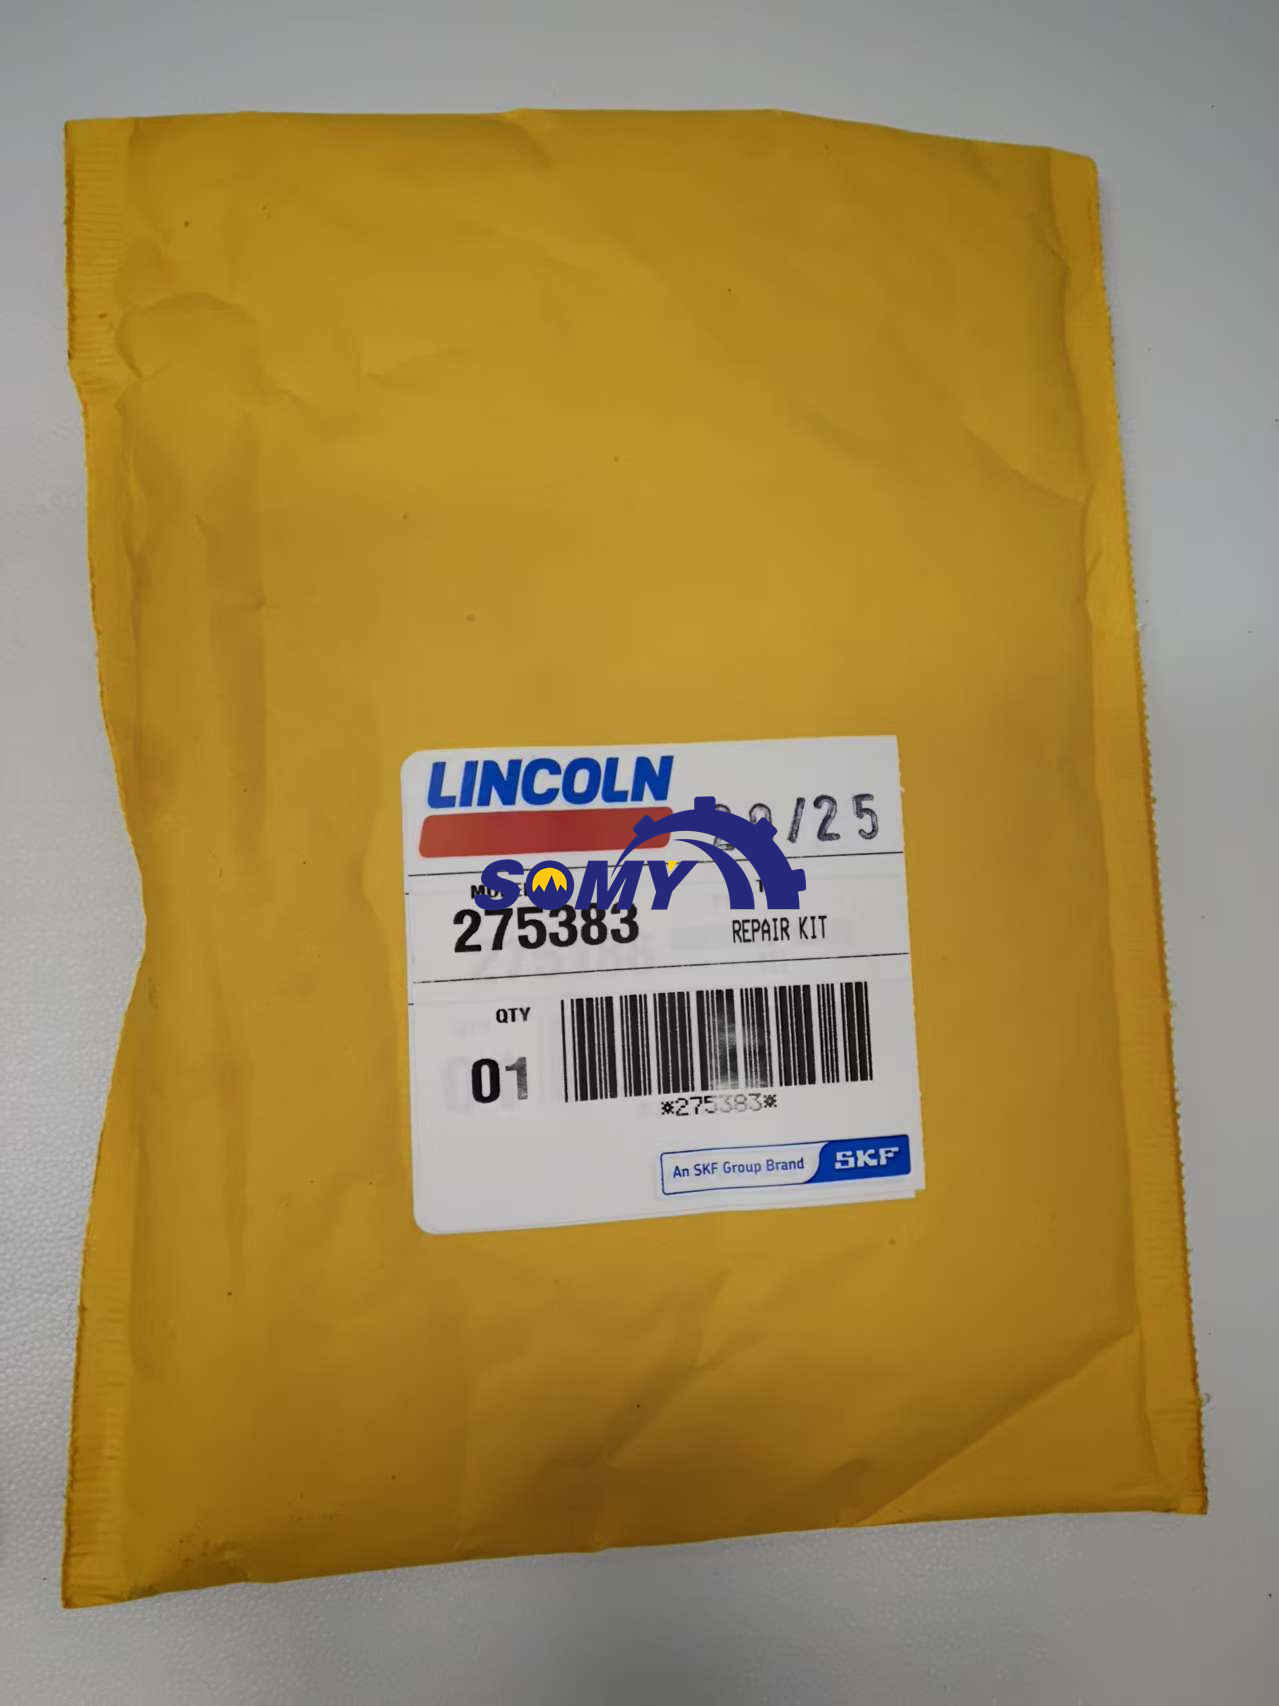 LINCOLN
/25
SOMY
275383
REPAIR KIT
QTY
01
*275383*
An SKF Group Brand
SKF